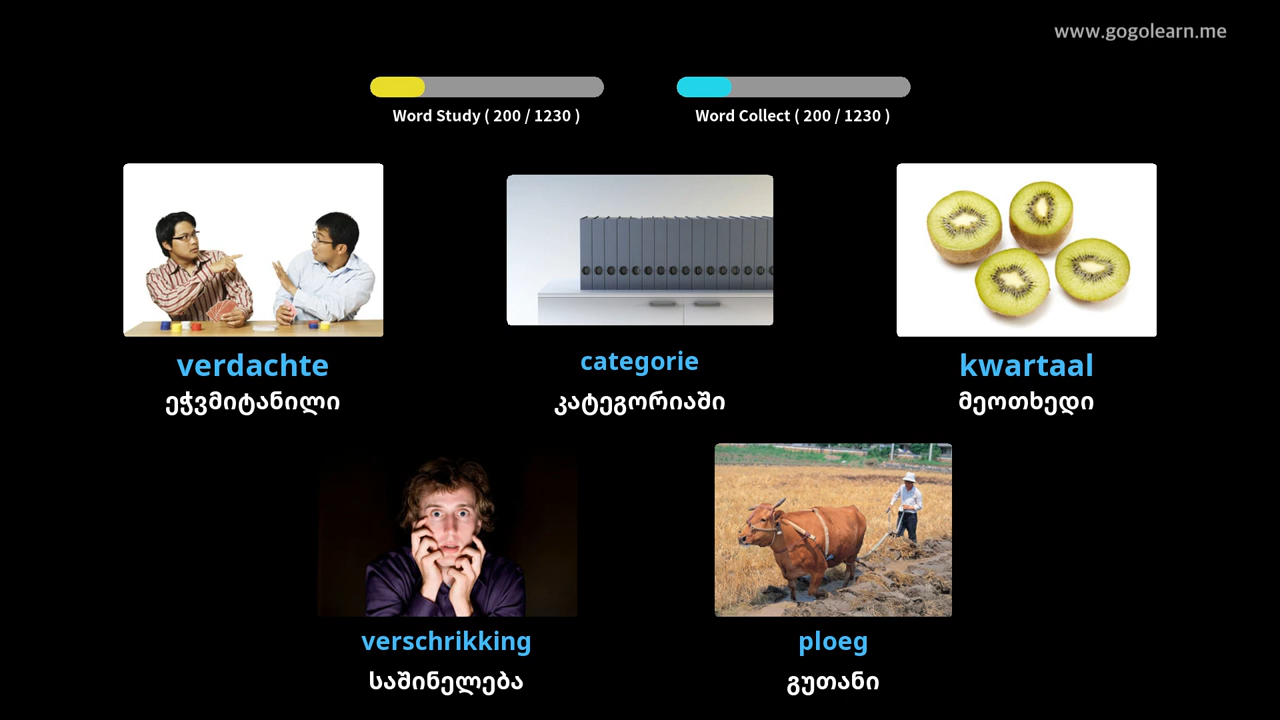 www.gogolearn.me
Word Study ( 200 / 1230 )
Word Collect ( 200 / 1230 )
verdachte
ეჭვმიტანილი
categorie
კატეგორიაში
kwartaal
მეოთხედი
verschrikking
საშინელება
ploeg
გუთანი